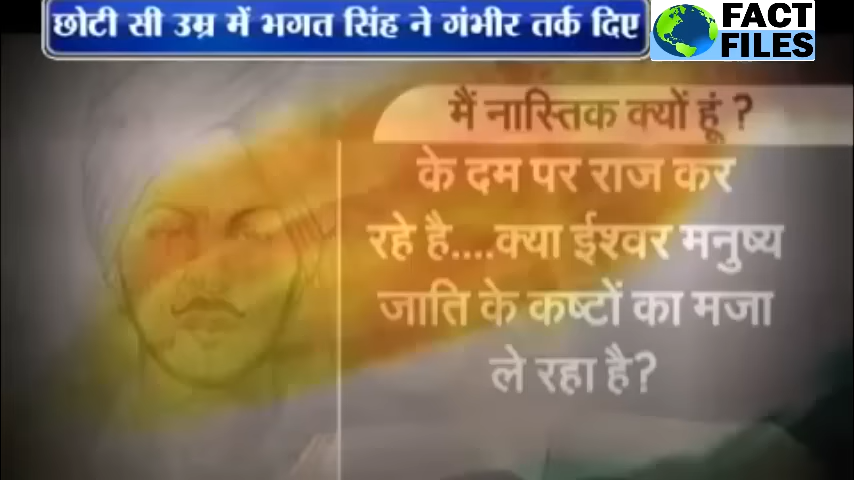 छोटी सी उम्र में भगत सिंह ने गंभीर तर्क दिए
FACT
FILES
मैं नास्तिक क्यों हूं ?
के दम पर राज कर
रहे है....क्या ईश्वर मनुष्य
जाति के कष्टों का मजा
ले रहा है?